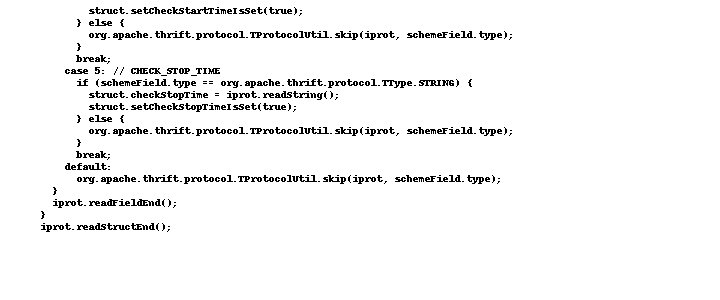 struct.setCheckStartTimeIsSet(true);
} else {
org.apache.thrift.protocol.TProtocolUtil.skip(iprot, schemeField.type);
}
break;
case 5: // CHECK_STOP_TIME
if (schemeField.type == org.apache.thrift.protocol.TType.STRING) {
struct.checkStopTime = iprot.readString();
struct.setCheckStopTimeIsSet(true);
} else {
org.apache.thrift.protocol.TProtocolUtil.skip(iprot, schemeField.type);
}
break;
default:
org.apache.thrift.protocol.TProtocolUtil.skip(iprot, schemeField.type);
}
iprot.readFieldEnd();
}
iprot.readStructEnd();